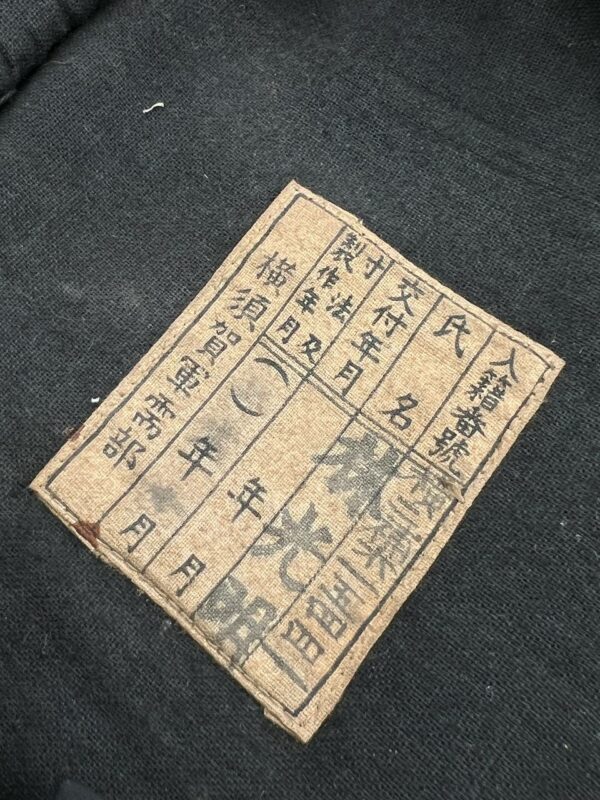 入籍番號 横
氏名 林光明
交付年月 年 月
寸法及
製作年月 ( ) 年 月
横須賀軍需部